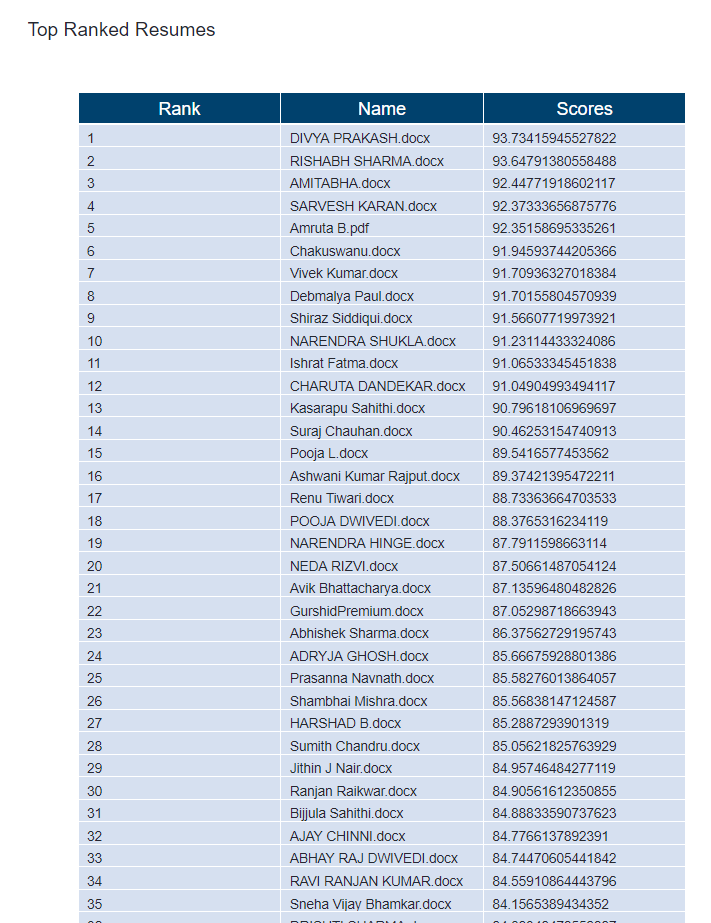 Top Ranked Resumes
Rank Name Scores
1 DIVYA PRAKASH.docx 93.73415945527822
2 RISHABH SHARMA.docx 93.64791380558488
3 AMITABHA.docx 92.44771918602117
4 SARVESH KARAN.docx 92.37333656875776
5 Amruta B.pdf 92.35158695335261
6 Chakuswanu.docx 91.94593744205366
7 Vivek Kumar.docx 91.70936327018384
8 Debmalya Paul.docx 91.70155804570939
9 Shiraz Siddiqui.docx 91.56607719973921
10 NARENDRA SHUKLA.docx 91.23114433324086
11 Ishrat Fatma.docx 91.06533345451838
12 CHARUTA DANDEKAR.docx 91.04904993494117
13 Kasarapu Sahithi.docx 90.79618106969697
14 Suraj Chauhan.docx 90.46253154740913
15 Pooja L.docx 89.5416577453562
16 Ashwani Kumar Rajput.docx 89.37421395472211
17 Renu Tiwari.docx 88.73363664703533
18 POOJA DWIVEDI.docx 88.3765316234119
19 NARENDRA HINGE.docx 87.7911598663114
20 NEDA RIZVI.docx 87.50661487054124
21 Avik Bhattacharya.docx 87.13596480482826
22 GurshidPremium.docx 87.05298718663943
23 Abhishek Sharma.docx 86.37562729195743
24 ADRYJA GHOSH.docx 85.66675928801386
25 Prasanna Navnath.docx 85.58276013864057
26 Shambhai Mishra.docx 85.56838147124587
27 HARSHAD B.docx 85.2887293901319
28 Sumith Chandru.docx 85.05621825763929
29 Jithin J Nair.docx 84.95746484277119
30 Ranjan Raikwar.docx 84.90561612350855
31 Bijjula Sahithi.docx 84.88833590737623
32 AJAY CHINNI.docx 84.7766137892391
33 ABHAY RAJ DWIVEDI.docx 84.74470605441842
34 RAVI RANJAN KUMAR.docx 84.55910864443796
35 Sneha Vijay Bhamkar.docx 84.1565389434352